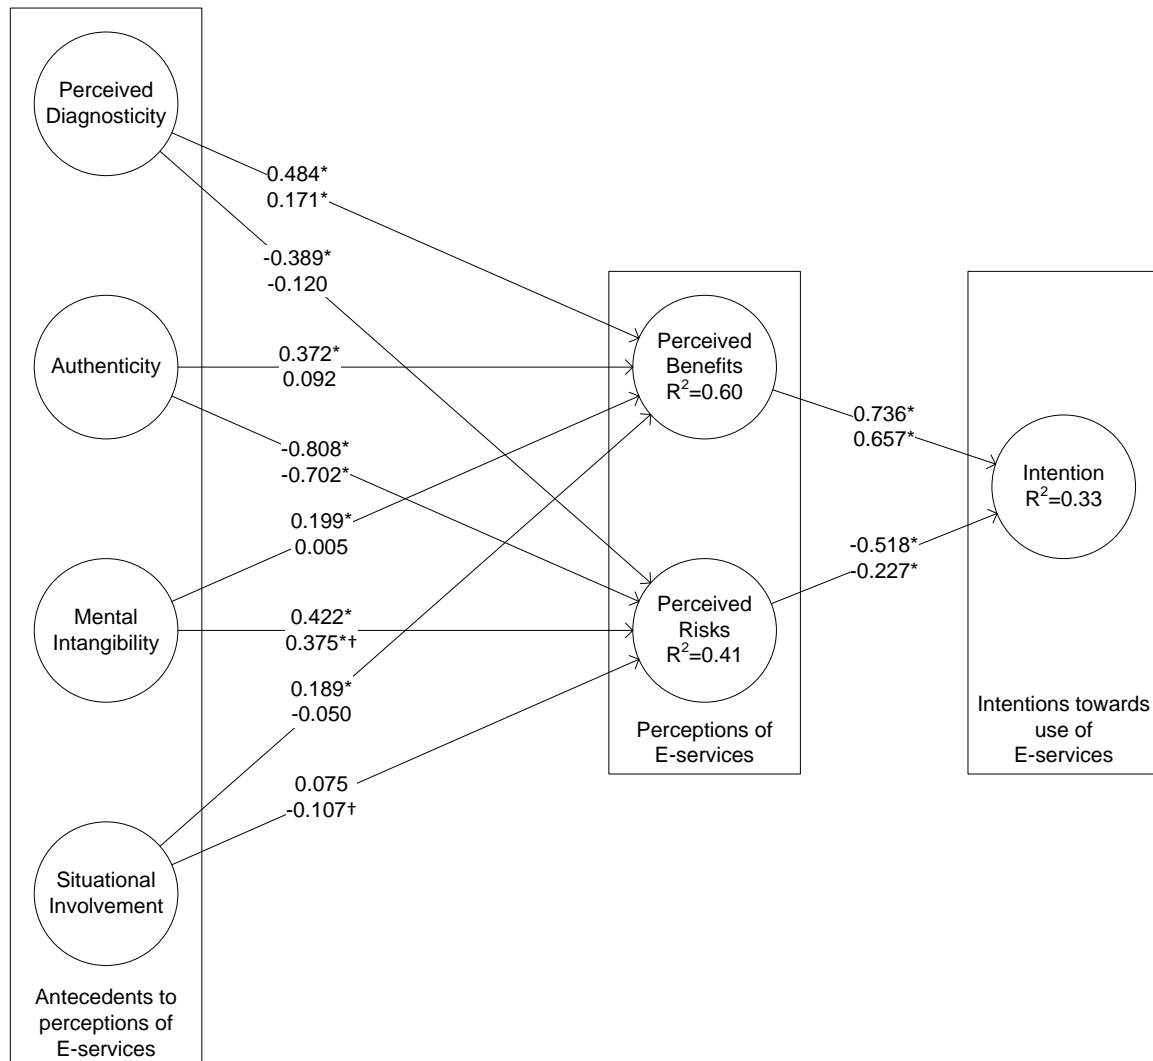 Perceived
Diagnosticity
0.484*
0.171*
-0.389*
-0.120
Authenticity
0.372*
0.092
-0.808*
-0.702*
Mental
Intangibility
0.199*
0.005
0.422*
0.375*†
Situational
Involvement
0.189*
-0.050
0.075
-0.107†
Antecedents to
perceptions of
E-services
Perceived
Benefits
R²=0.60
Perceived
Risks
R²=0.41
Perceptions of
E-services
0.736*
0.657*
-0.518*
-0.227*
Intention
R²=0.33
Intentions towards
use of
E-services